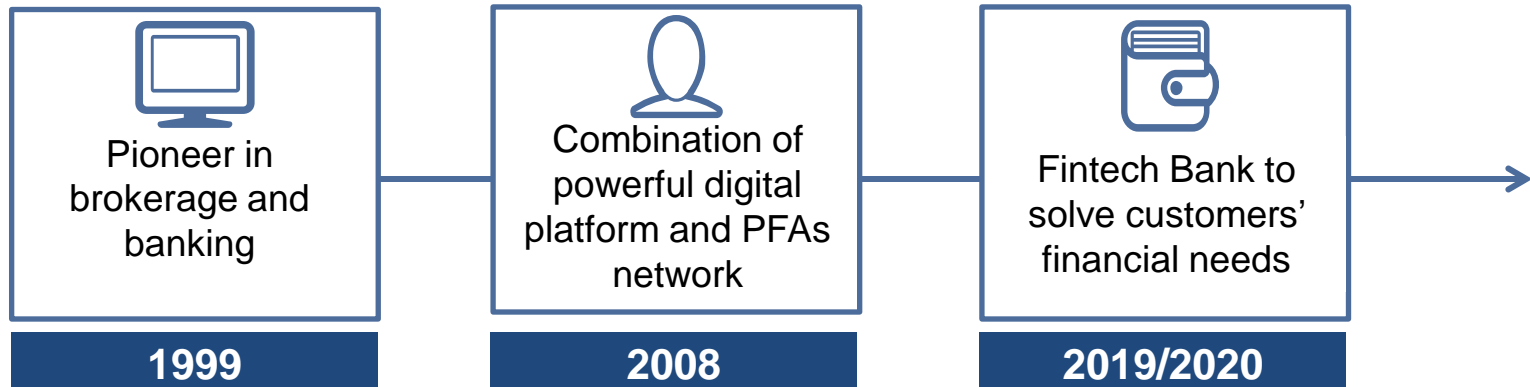 Pioneer in
brokerage and
banking
1999
Combination of
powerful digital
platform and PFAs
network
2008
Fintech Bank to
solve customers’
financial needs
2019/2020